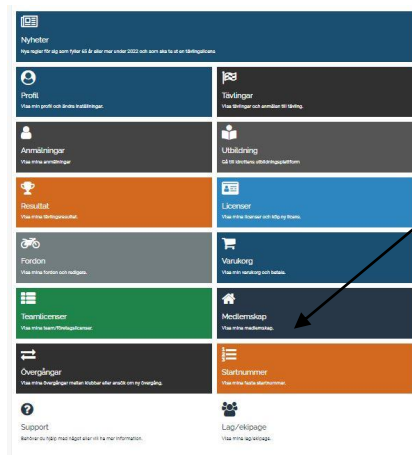 Nyheter
Nya regler för dig som fyller 65 år eller mer under 2022 och som ska ta ut en tävlingslicens.
Profil
Visa min profil och ändra inställningar.
Tävlingar
Visa tävlingar och anmälan till tävling.
Anmälningar
Visa mina anmälningar
Utbildning
Gå till idrottens utbildningsplattform
Resultat
Visa mina tävlingsresultat.
Licenser
Visa mina licenser och köp ny licens.
Fordon
Visa mina fordon och redigera.
Varukorg
Visa min varukorg och betala.
Teamlicenser
Visa mina team/företagslicenser.
Medlemskap
Visa mina medlemskap.
Övergångar
Visa mina övergångar mellan klubbar eller ansök om ny övergång.
Startnummer
Visa mina fasta startnummer.
Support
Behöver du hjälp med något eller vill ha mer information.
Lag/ekipage
Visa mina lag/ekipage.